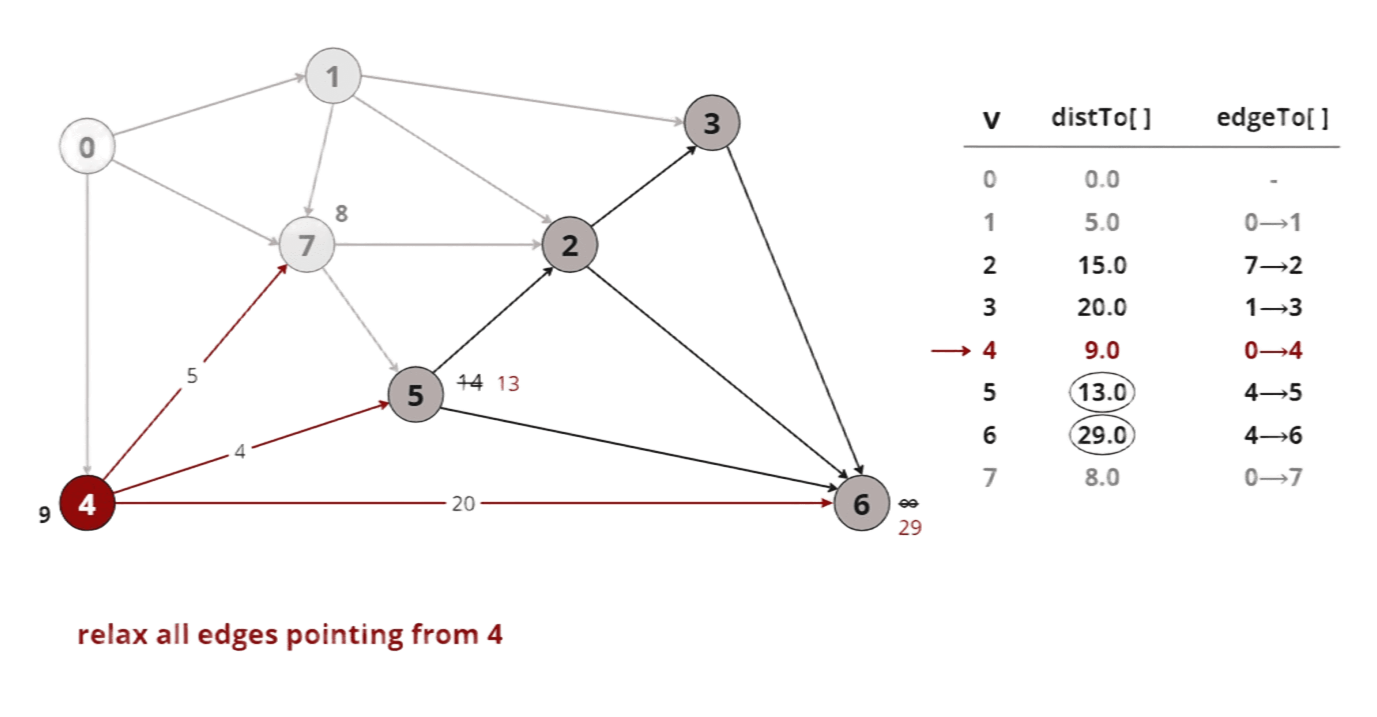 1
3
0
8
7
2
5
5
14 13
4
4
20
6
∞
9
29
v distTo[ ] edgeTo[ ]
0 0.0 -
1 5.0 0→1
2 15.0 7→2
3 20.0 1→3
→ 4 9.0 0→4
5 13.0 4→5
6 29.0 4→6
7 8.0 0→7
relax all edges pointing from 4